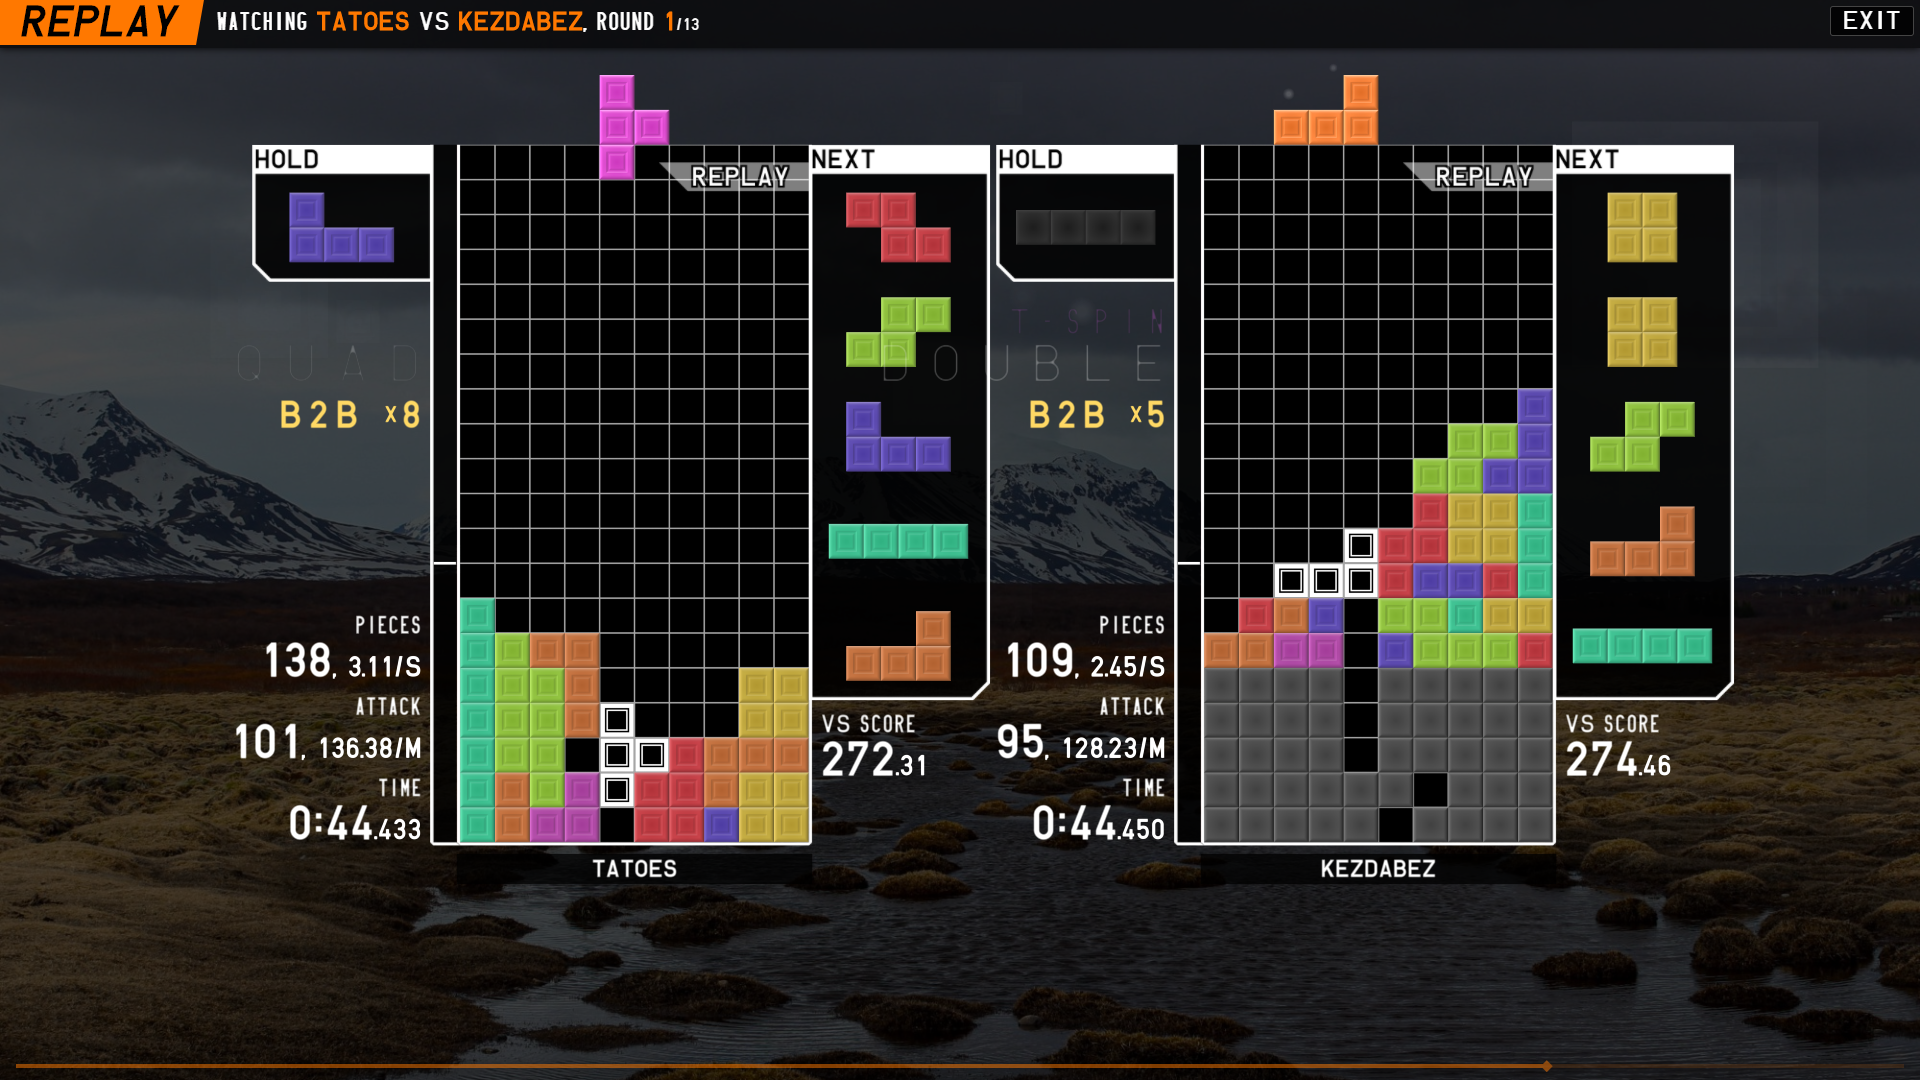 REPLAY WATCHING TATOES VS KEZDABEZ, ROUND 1/13 EXIT
HOLD
REPLAY
NEXT
QUAD
B2B x8
PIECES
138, 3.11/S
ATTACK
101, 136.38/M
TIME
0:44.433
VS SCORE
272.31
TATOES
HOLD
REPLAY
NEXT
T-SPIN
DOUBLE
B2B x5
PIECES
109, 2.45/S
ATTACK
95, 128.23/M
TIME
0:44.450
VS SCORE
274.46
KEZDABEZ